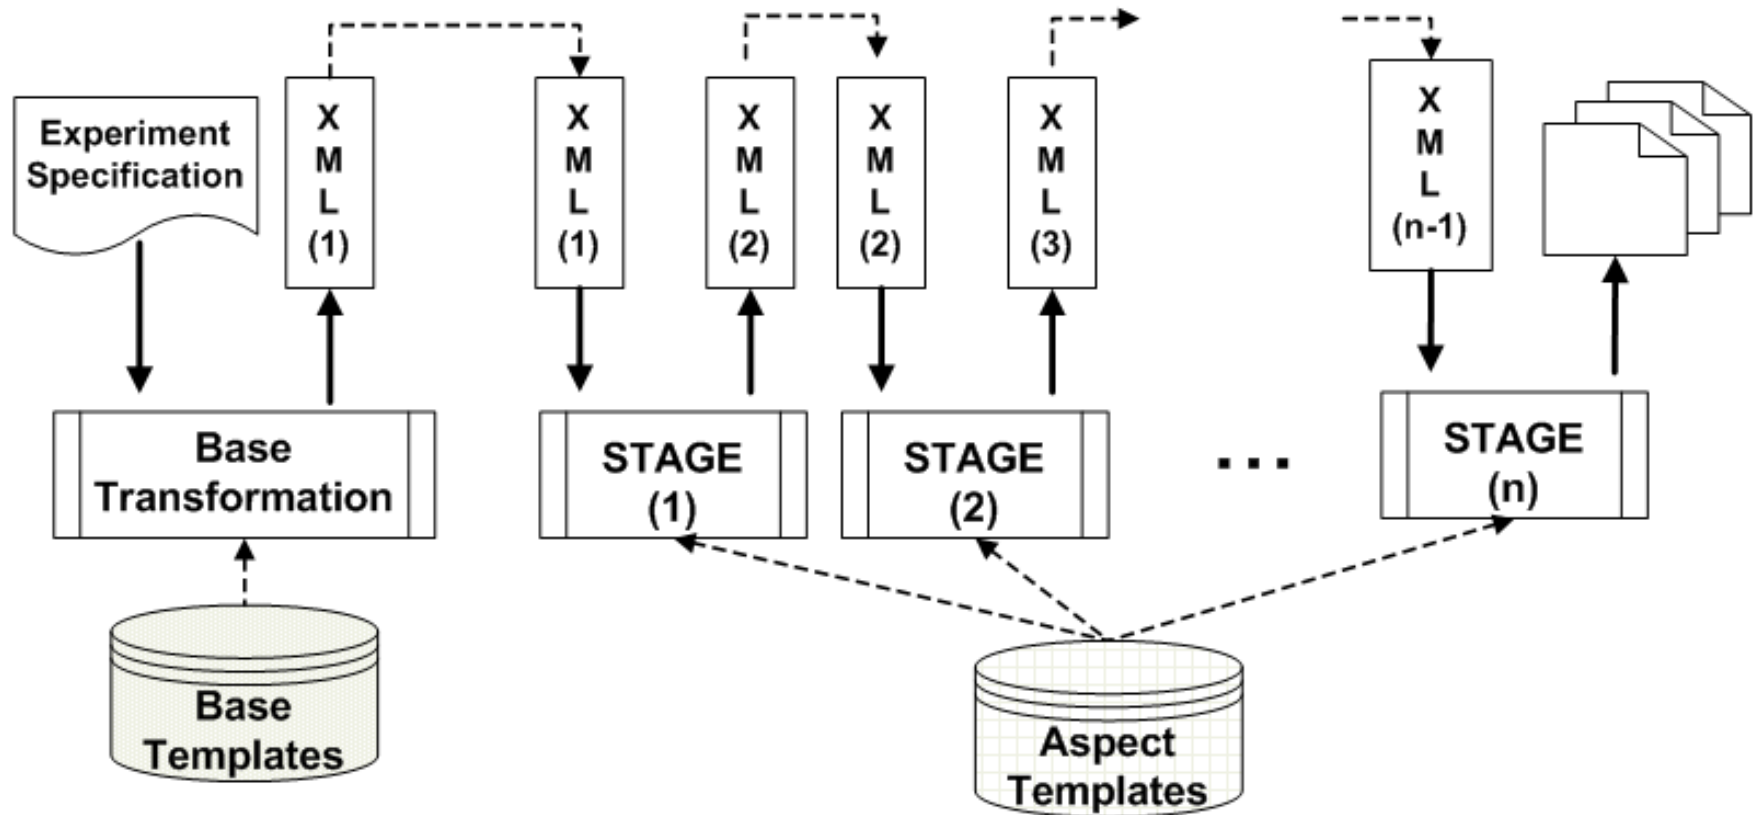 Experiment
Specification
X
M
L
(1)
X
M
L
(1)
X
M
L
(2)
X
M
L
(2)
X
M
L
(3)
X
M
L
(n-1)
Base
Transformation
STAGE
(1)
STAGE
(2)
...
STAGE
(n)
Base
Templates
Aspect
Templates